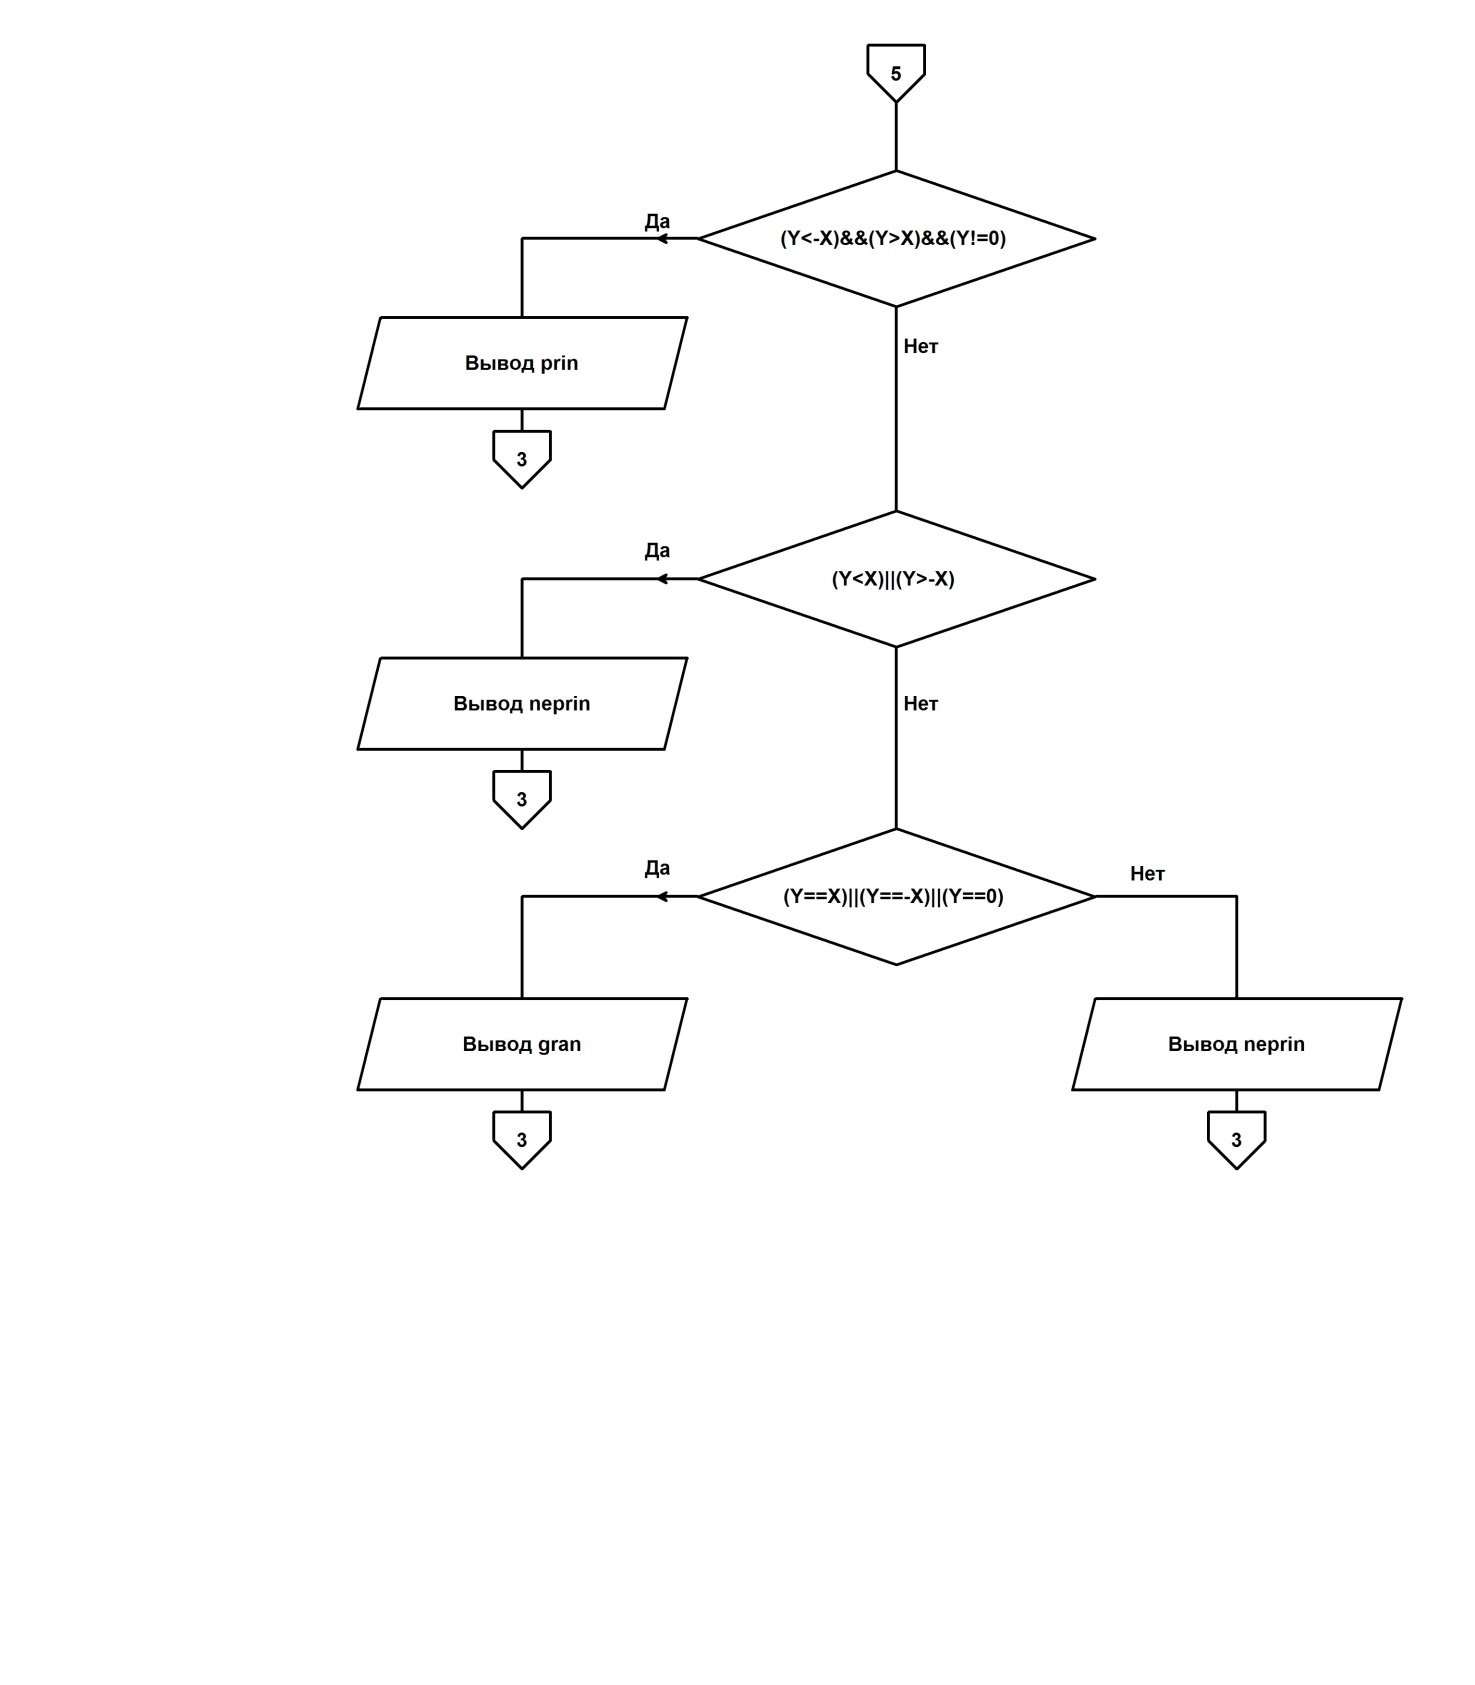 5
Да
(Y<-X)&&(Y>X)&&(Y!=0)
Нет
Вывод prin
3
Да
(Y<X)||(Y>-X)
Вывод neprin
Нет
3
Да
(Y==X)||(Y==-X)||(Y==0)
Нет
Вывод gran
Вывод neprin
3
3